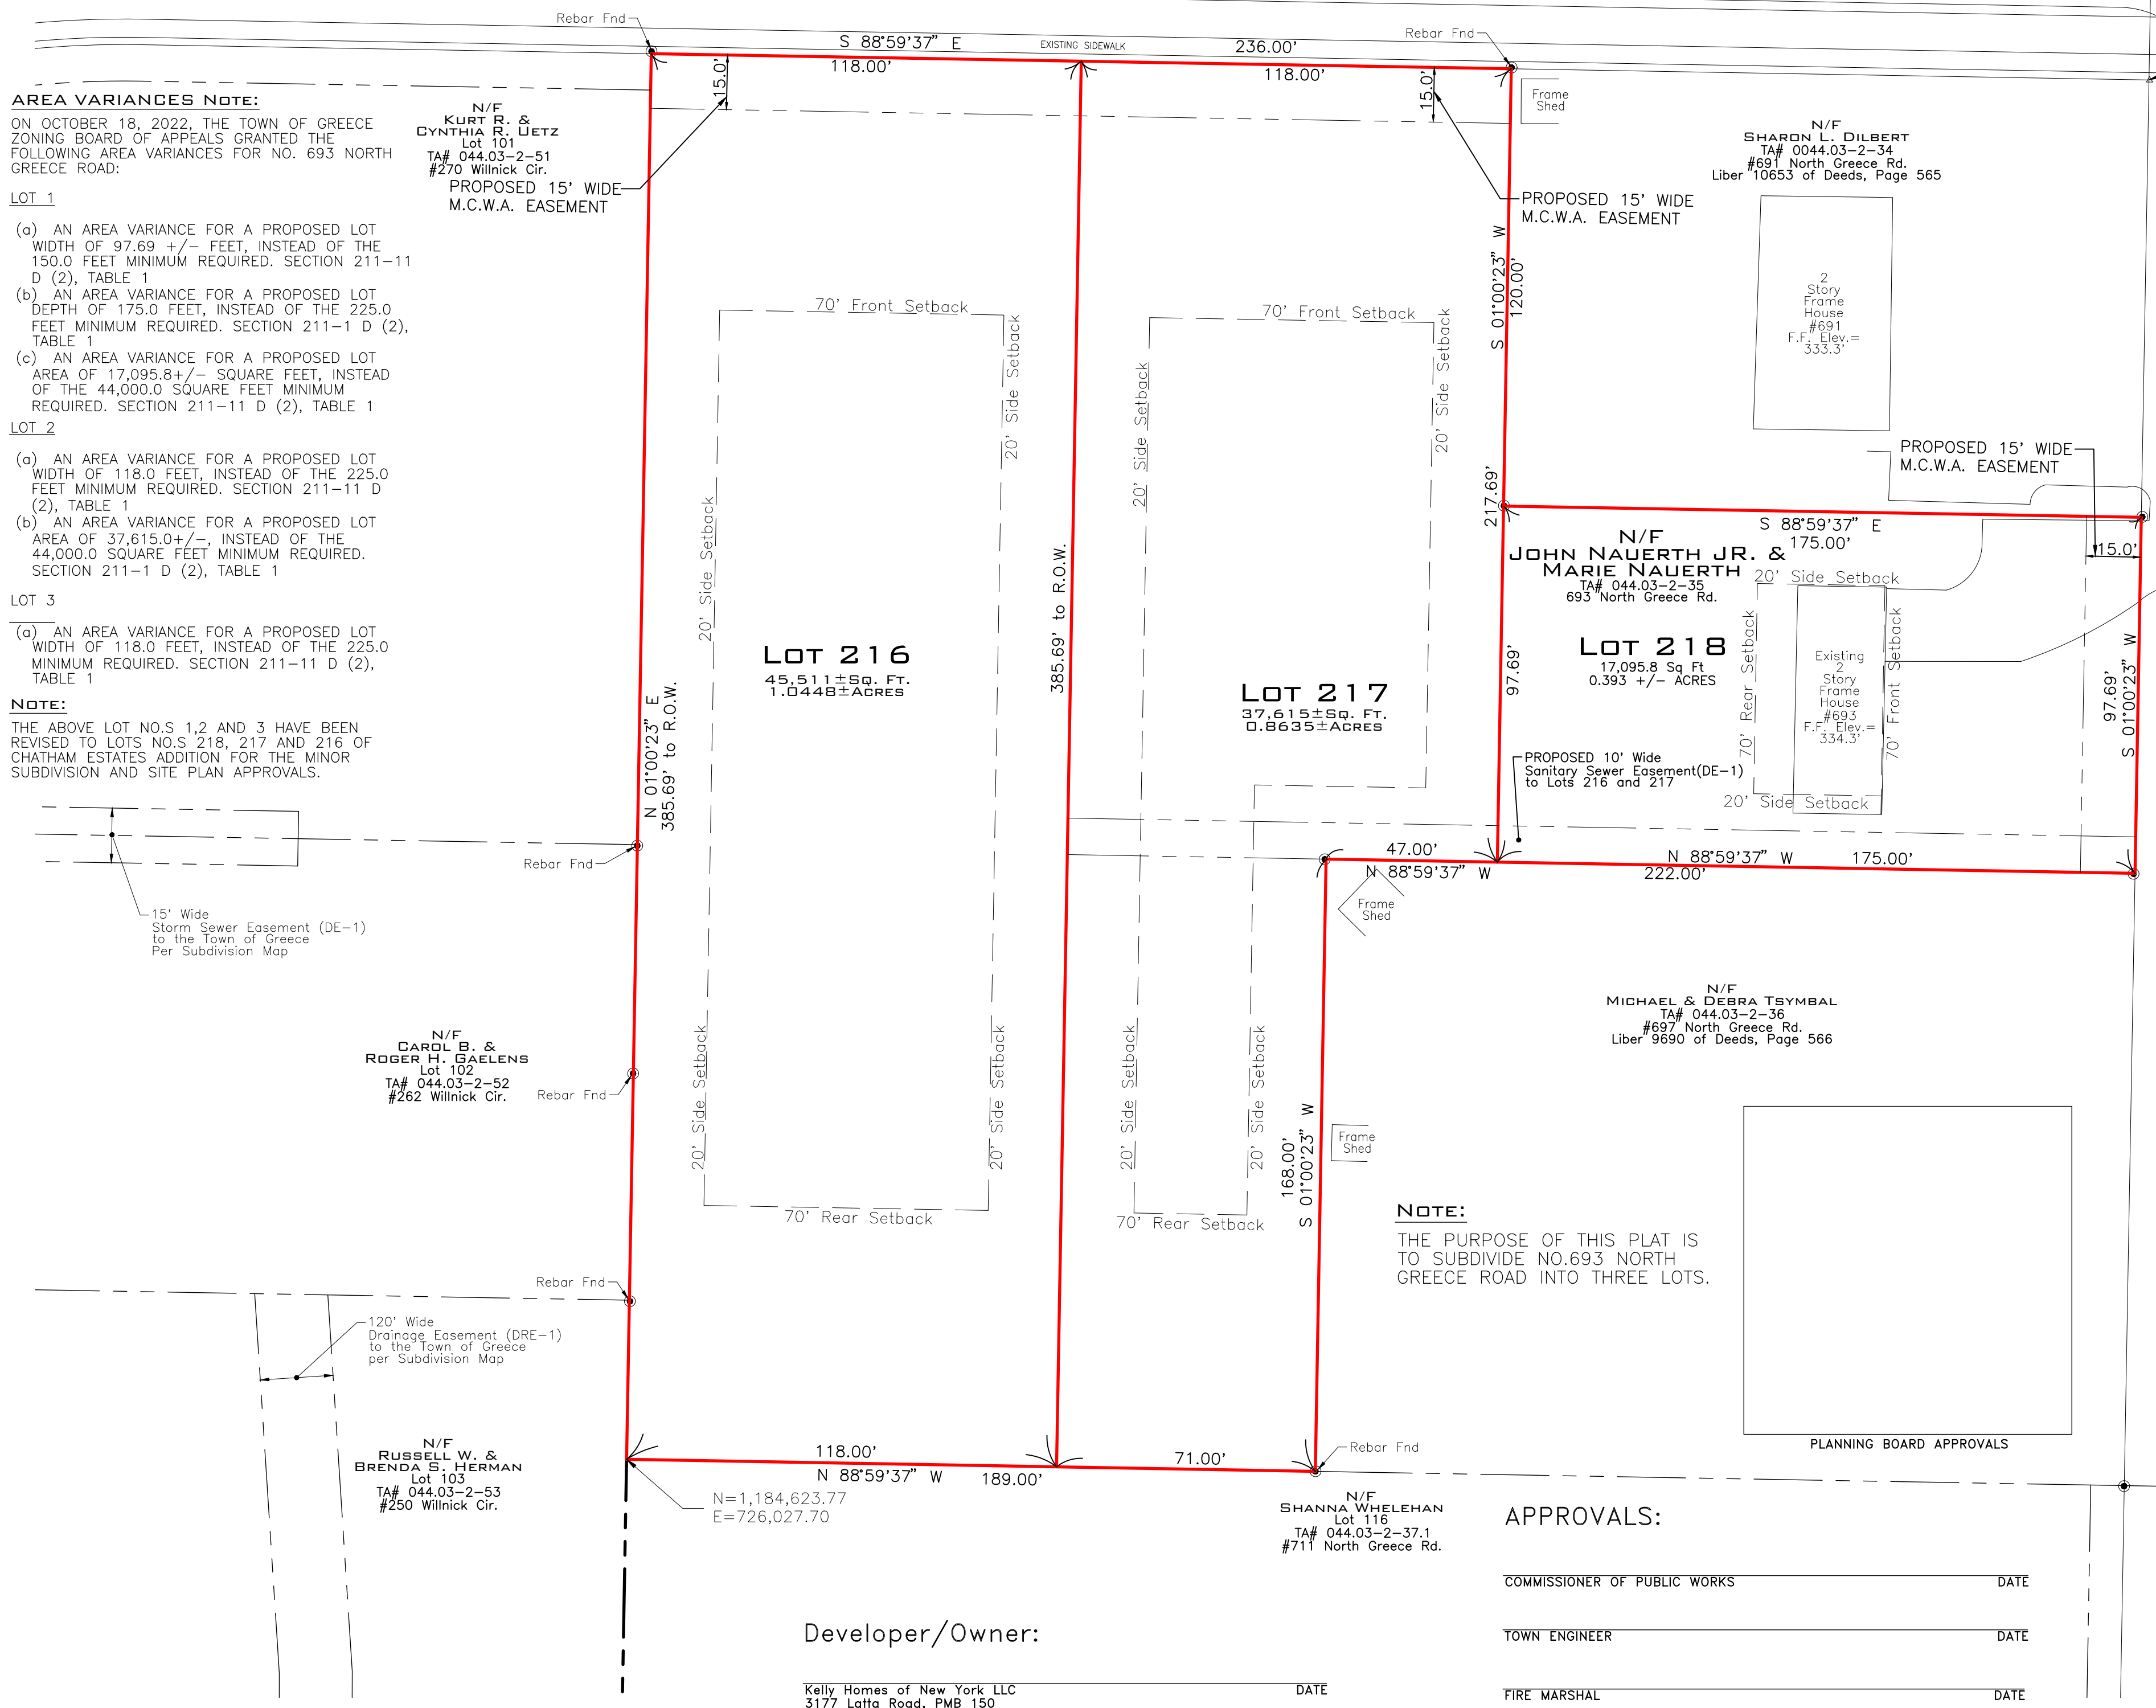 Rebar Fnd
S 88°59'37" E
EXISTING SIDEWALK
236.00'
Rebar Fnd
118.00'
118.00'
15.0'
15.0'
Frame
Shed
AREA VARIANCES NOTE:
ON OCTOBER 18, 2022, THE TOWN OF GREECE
ZONING BOARD OF APPEALS GRANTED THE
FOLLOWING AREA VARIANCES FOR NO. 693 NORTH
GREECE ROAD:
LOT 1
(a) AN AREA VARIANCE FOR A PROPOSED LOT
WIDTH OF 97.69 +/- FEET, INSTEAD OF THE
150.0 FEET MINIMUM REQUIRED. SECTION 211-11
D (2), TABLE 1
(b) AN AREA VARIANCE FOR A PROPOSED LOT
DEPTH OF 175.0 FEET, INSTEAD OF THE 225.0
FEET MINIMUM REQUIRED. SECTION 211-1 D (2),
TABLE 1
(c) AN AREA VARIANCE FOR A PROPOSED LOT
AREA OF 17,095.8+/- SQUARE FEET, INSTEAD
OF THE 44,000.0 SQUARE FEET MINIMUM
REQUIRED. SECTION 211-11 D (2), TABLE 1
LOT 2
(a) AN AREA VARIANCE FOR A PROPOSED LOT
WIDTH OF 118.0 FEET, INSTEAD OF THE 225.0
FEET MINIMUM REQUIRED. SECTION 211-11 D
(2), TABLE 1
(b) AN AREA VARIANCE FOR A PROPOSED LOT
AREA OF 37,615.0+/-, INSTEAD OF THE
44,000.0 SQUARE FEET MINIMUM REQUIRED.
SECTION 211-1 D (2), TABLE 1
LOT 3
(a) AN AREA VARIANCE FOR A PROPOSED LOT
WIDTH OF 118.0 FEET, INSTEAD OF THE 225.0
MINIMUM REQUIRED. SECTION 211-11 D (2),
TABLE 1
NOTE:
THE ABOVE LOT NO.S 1,2 AND 3 HAVE BEEN
REVISED TO LOTS NO.S 218, 217 AND 216 OF
CHATHAM ESTATES ADDITION FOR THE MINOR
SUBDIVISION AND SITE PLAN APPROVALS.
N/F
KURT R. &
CYNTHIA R. UETZ
Lot 101
TA# 044.03-2-51
#270 Willnick Cir.
PROPOSED 15' WIDE
M.C.W.A. EASEMENT
PROPOSED 15' WIDE
M.C.W.A. EASEMENT
N/F
SHARON L. DILBERT
TA# 0044.03-2-34
#691 North Greece Rd.
Liber 10653 of Deeds, Page 565
S 01°00'23" W
120.00'
2
Story
Frame
House
#691
F.F. Elev.=
333.3'
70' Front Setback
20' Side Setback
20' Side Setback
70' Front Setback
20' Side Setback
20' Side Setback
PROPOSED 15' WIDE
M.C.W.A. EASEMENT
217.69'
S 88°59'37" E
175.00'
15.0'
N/F
JOHN NAUERTH JR. &
MARIE NAUERTH
TA# 044.03-2-35
693 North Greece Rd.
LOT 218
17,095.8 Sq Ft
0.393 +/- ACRES
20' Side Setback
70' Rear Setback
70' Front Setback
Existing
2
Story
Frame
House
#693
F.F. Elev.=
334.3'
20' Side Setback
97.69'
S 01°00'23" W
97.69'
385.69' to R.O.W.
LOT 216
45,511±SQ. FT.
1.0448±ACRES
LOT 217
37,615±SQ. FT.
0.8635±ACRES
N 01°00'23" E
385.69' to R.O.W.
PROPOSED 10' Wide
Sanitary Sewer Easement(DE-1)
to Lots 216 and 217
Rebar Fnd
47.00'
N 88°59'37" W
N 88°59'37" W
175.00'
222.00'
Frame
Shed
15' Wide
Storm Sewer Easement (DE-1)
to the Town of Greece
Per Subdivision Map
N/F
CAROL B. &
ROGER H. GAELENS
Lot 102
TA# 044.03-2-52
#262 Willnick Cir.
Rebar Fnd
20' Side Setback
20' Side Setback
20' Side Setback
20' Side Setback
N/F
MICHAEL & DEBRA TSYMBAL
TA# 044.03-2-36
#697 North Greece Rd.
Liber 9690 of Deeds, Page 566
168.00'
S 01°00'23" W
Frame
Shed
70' Rear Setback
70' Rear Setback
NOTE:
THE PURPOSE OF THIS PLAT IS
TO SUBDIVIDE NO.693 NORTH
GREECE ROAD INTO THREE LOTS.
Rebar Fnd
120' Wide
Drainage Easement (DRE-1)
to the Town of Greece
per Subdivision Map
N/F
RUSSELL W. &
BRENDA S. HERMAN
Lot 103
TA# 044.03-2-53
#250 Willnick Cir.
118.00'
N 88°59'37" W
189.00'
71.00'
Rebar Fnd
N=1,184,623.77
E=726,027.70
PLANNING BOARD APPROVALS
N/F
SHANNA WHELEHAN
Lot 116
TA# 044.03-2-37.1
#711 North Greece Rd.
APPROVALS:
COMMISSIONER OF PUBLIC WORKS DATE
TOWN ENGINEER DATE
FIRE MARSHAL DATE
Developer/Owner:
Kelly Homes of New York LLC DATE
3177 Latta Road, PMB 150